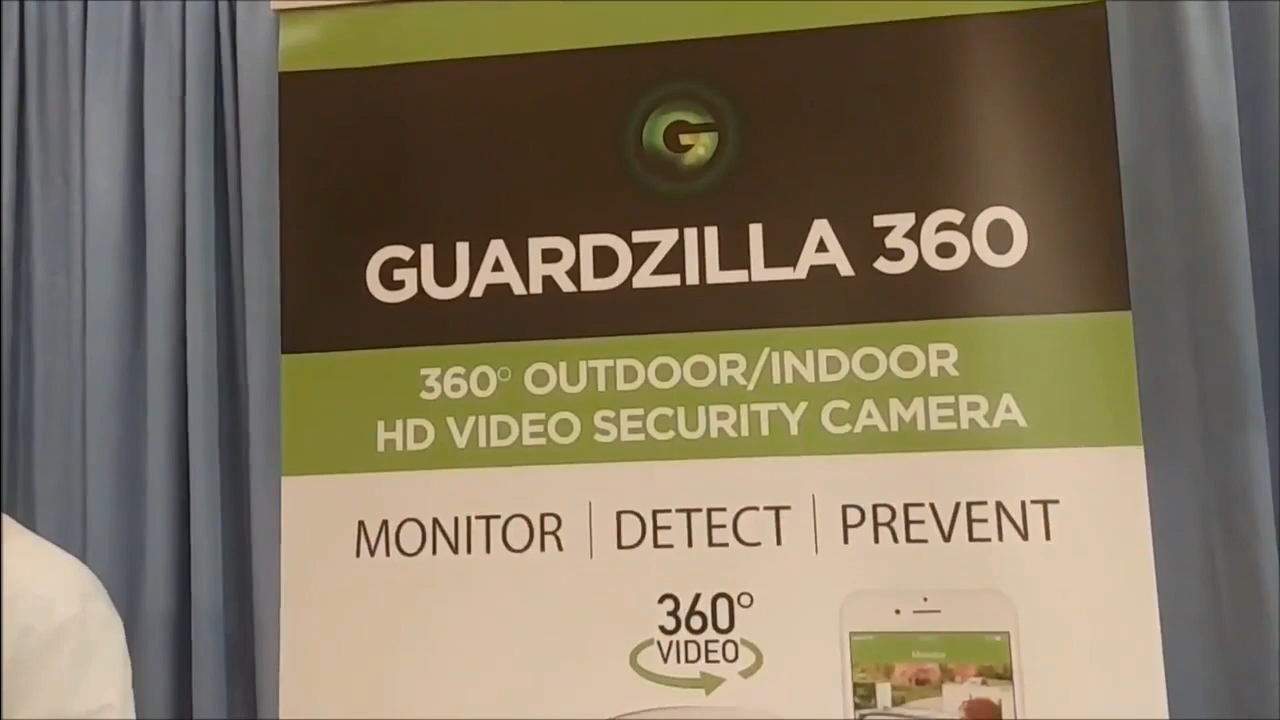 G
GUARDZILLA 360
360° OUTDOOR/INDOOR
HD VIDEO SECURITY CAMERA
MONITOR | DETECT | PREVENT
360°
VIDEO